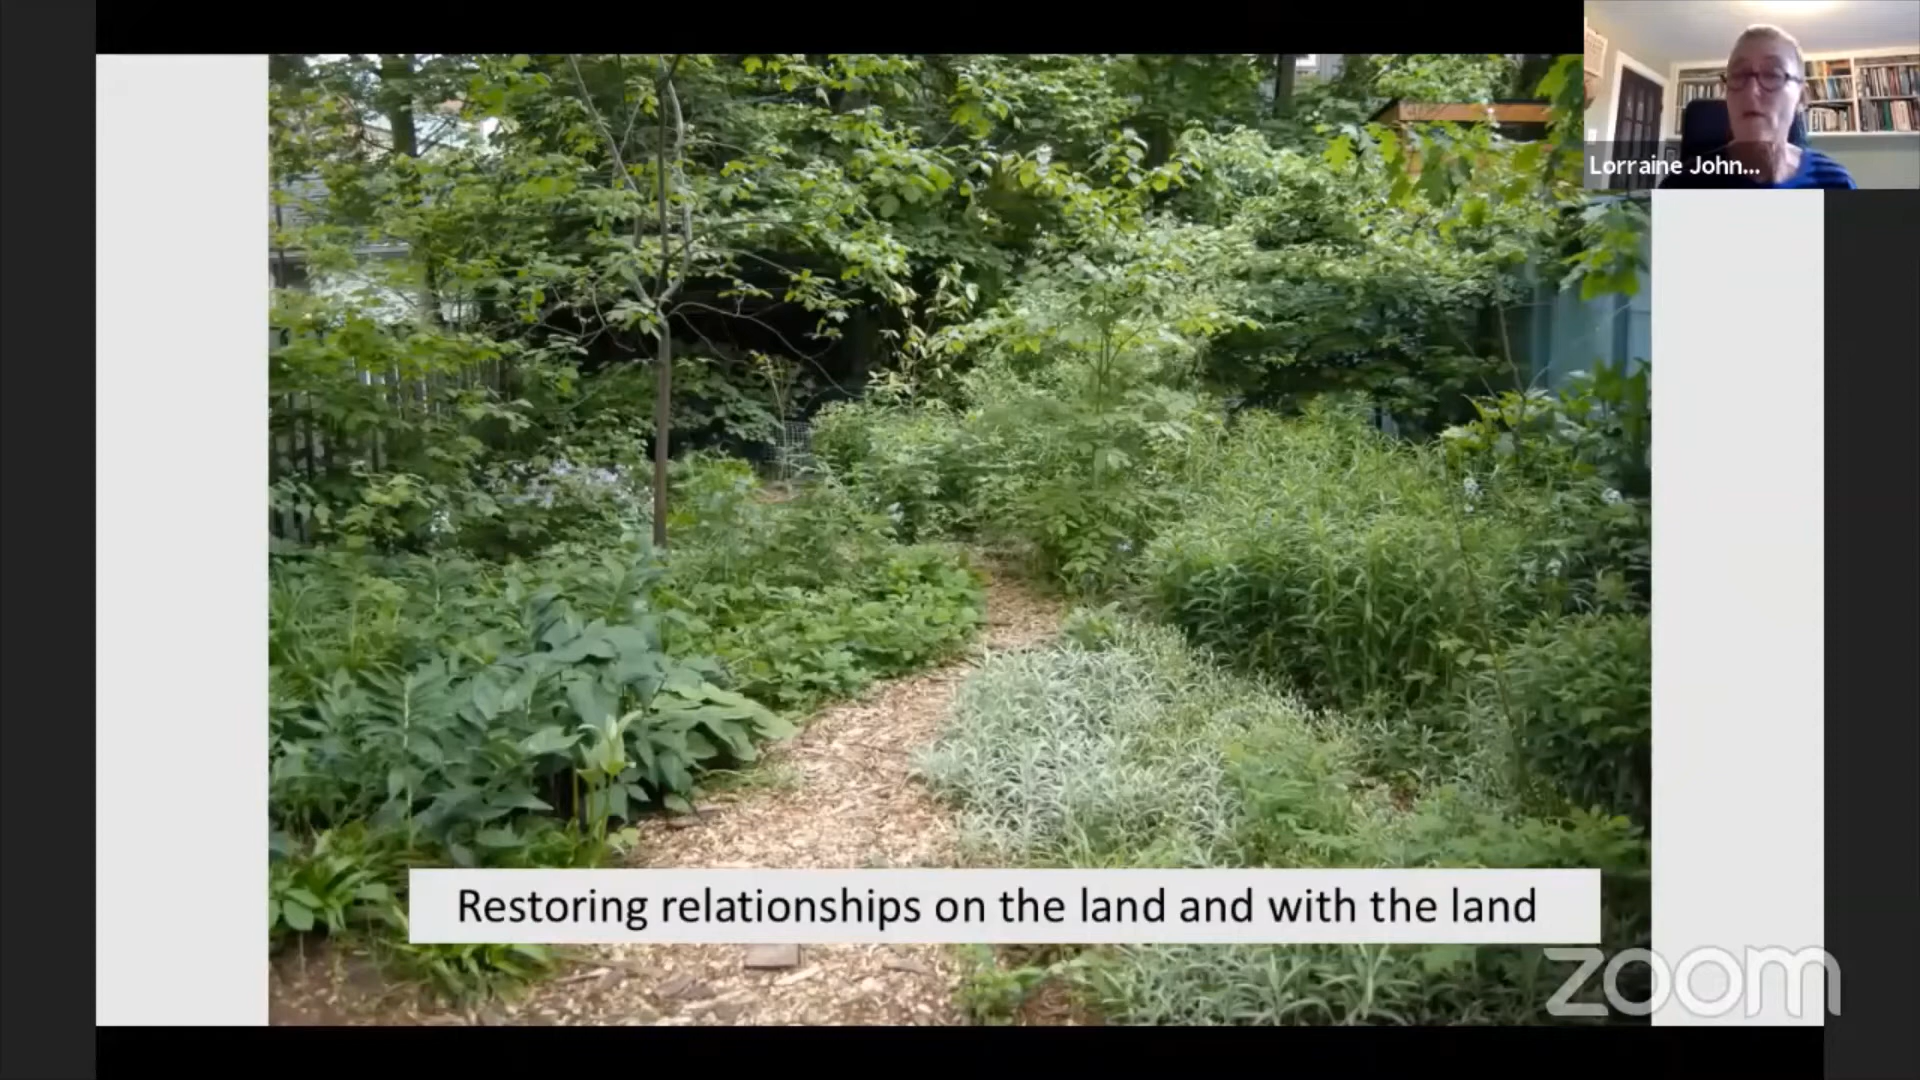 Lorraine John...
Restoring relationships on the land and with the land
zoom